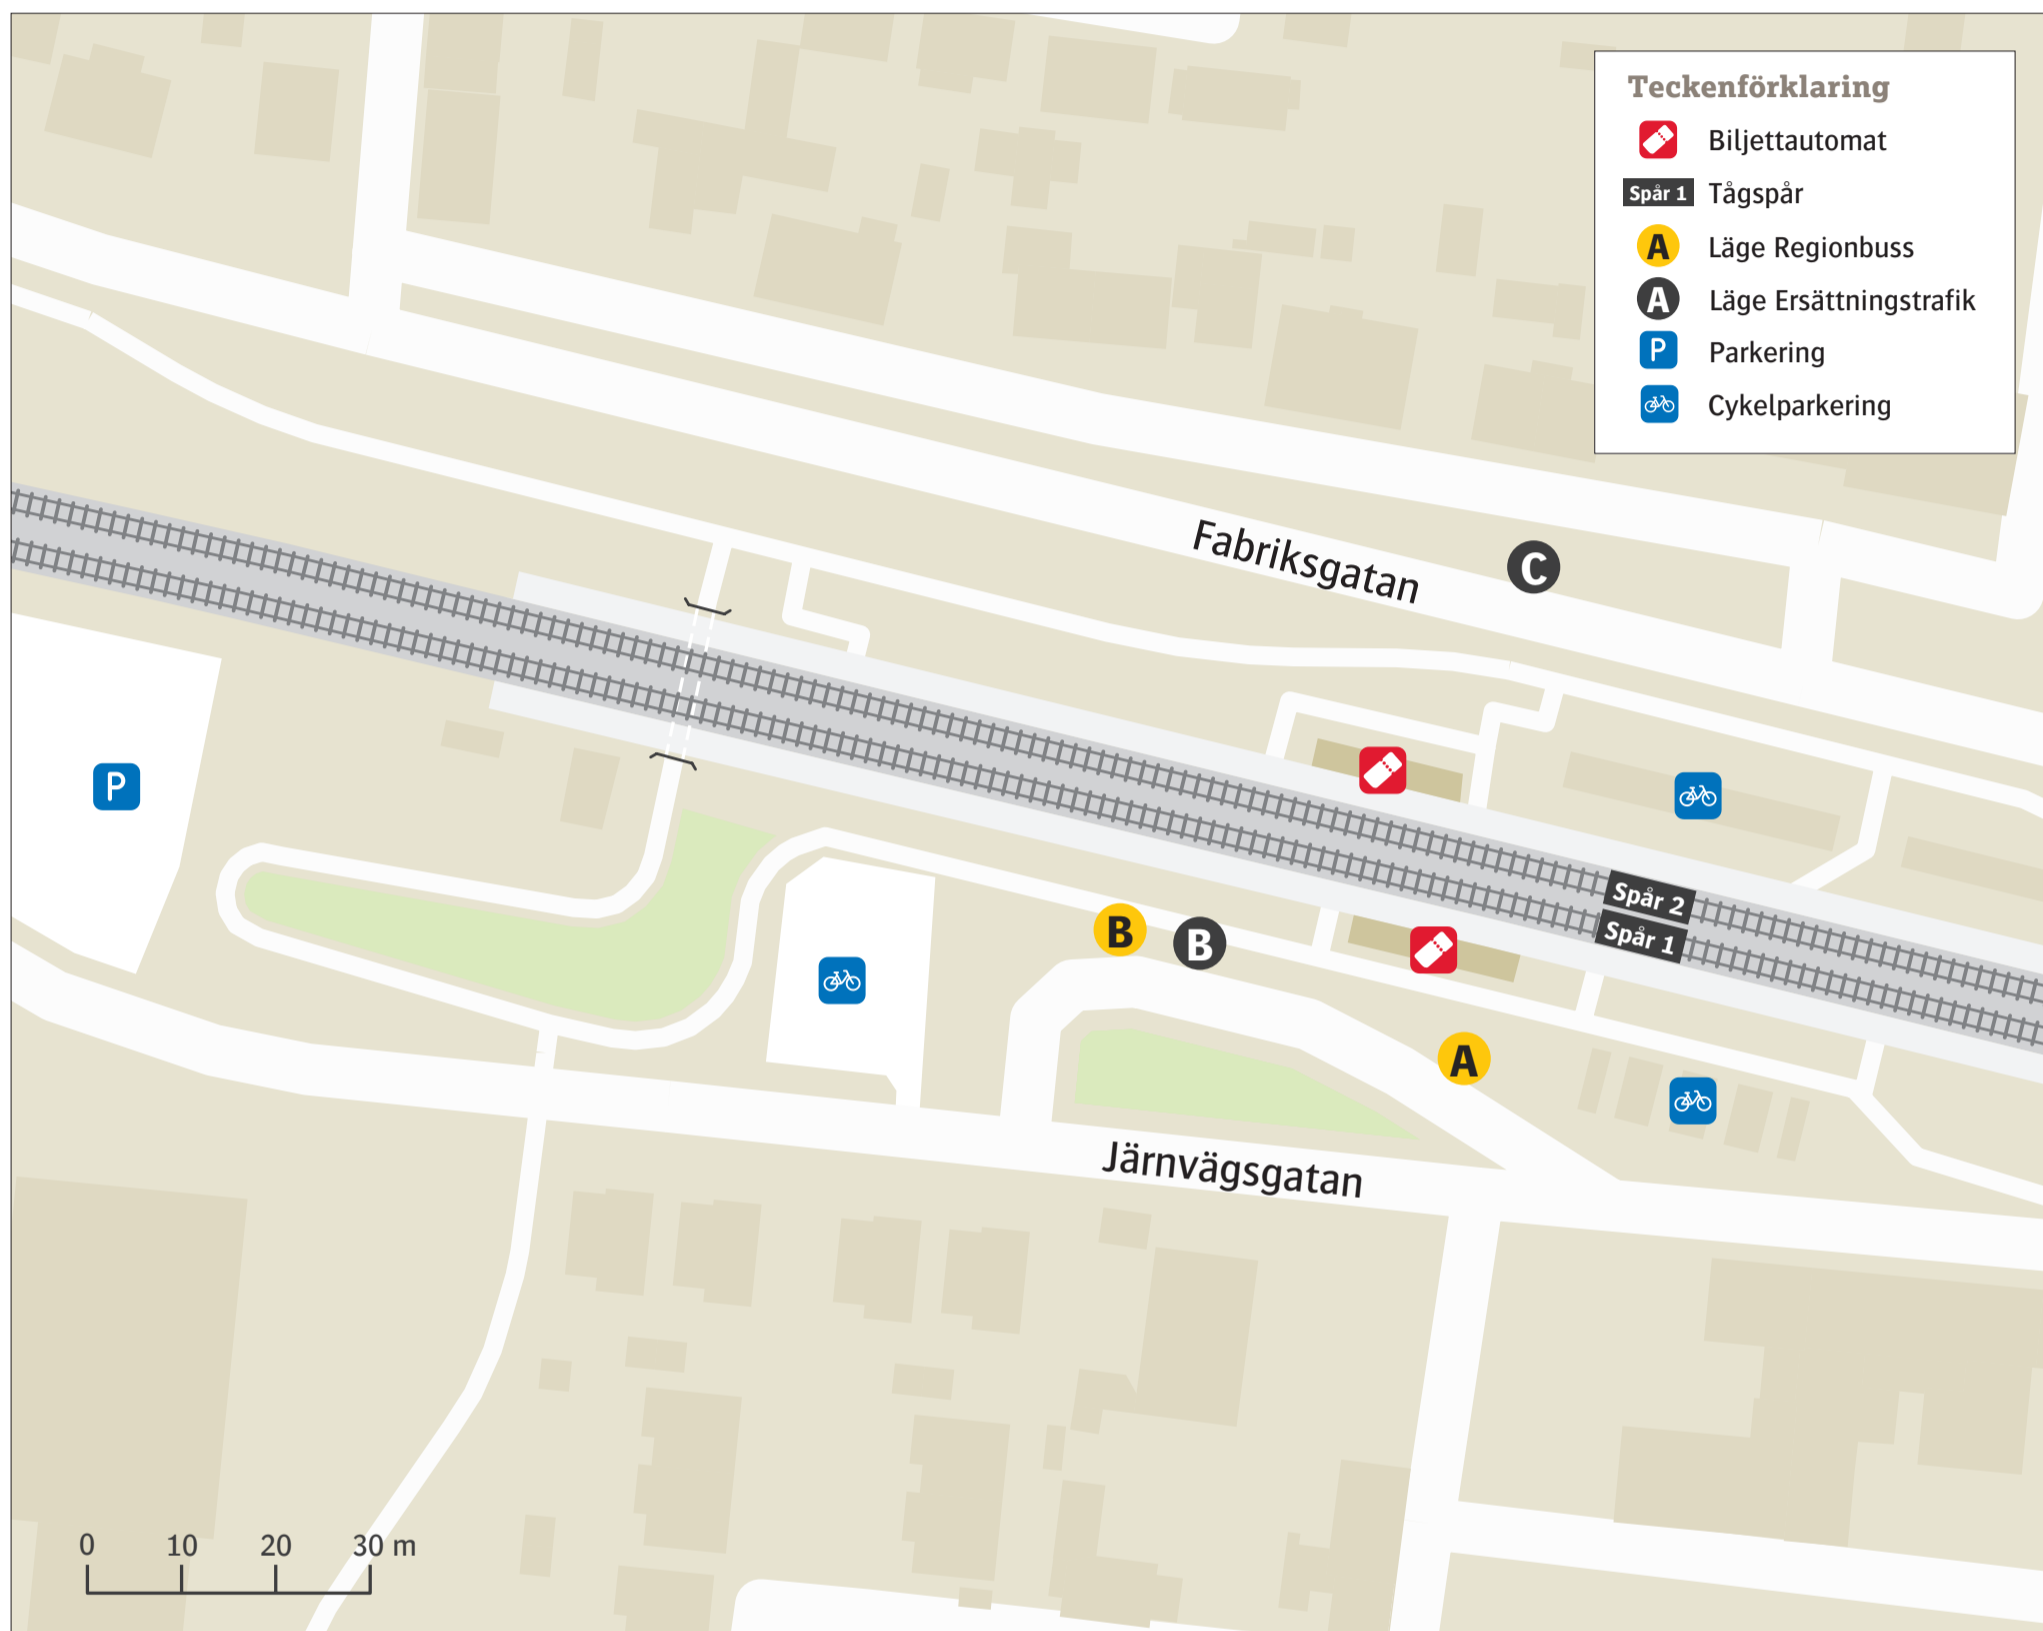 Teckenförklaring
Biljettautomat
Spår 1 Tågspår
A Läge Regionbuss
A Läge Ersättningstrafik
P Parkering
Cykelparkering
Fabriksgatan
C
P
Spår 2
Spår 1
B B
A
Järnvägsgatan
0 10 20 30 m